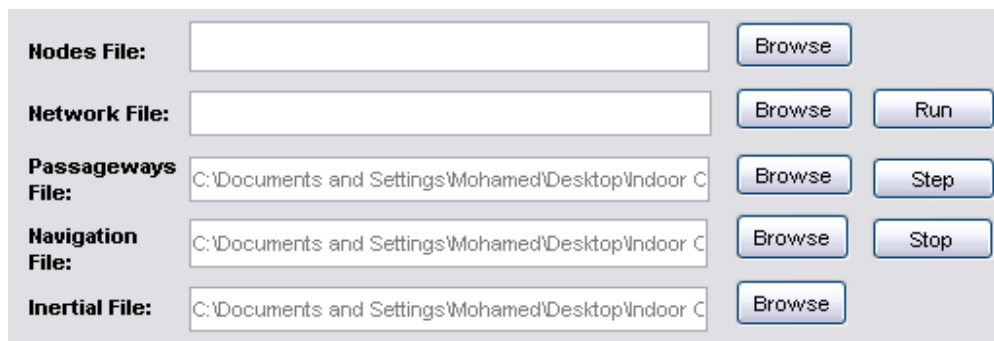 Nodes File: Browse
Network File: Browse Run
Passageways File: C:\Documents and Settings\Mohamed\Desktop\Indoor C Browse Step
Navigation File: C:\Documents and Settings\Mohamed\Desktop\Indoor C Browse Stop
Inertial File: C:\Documents and Settings\Mohamed\Desktop\Indoor C Browse